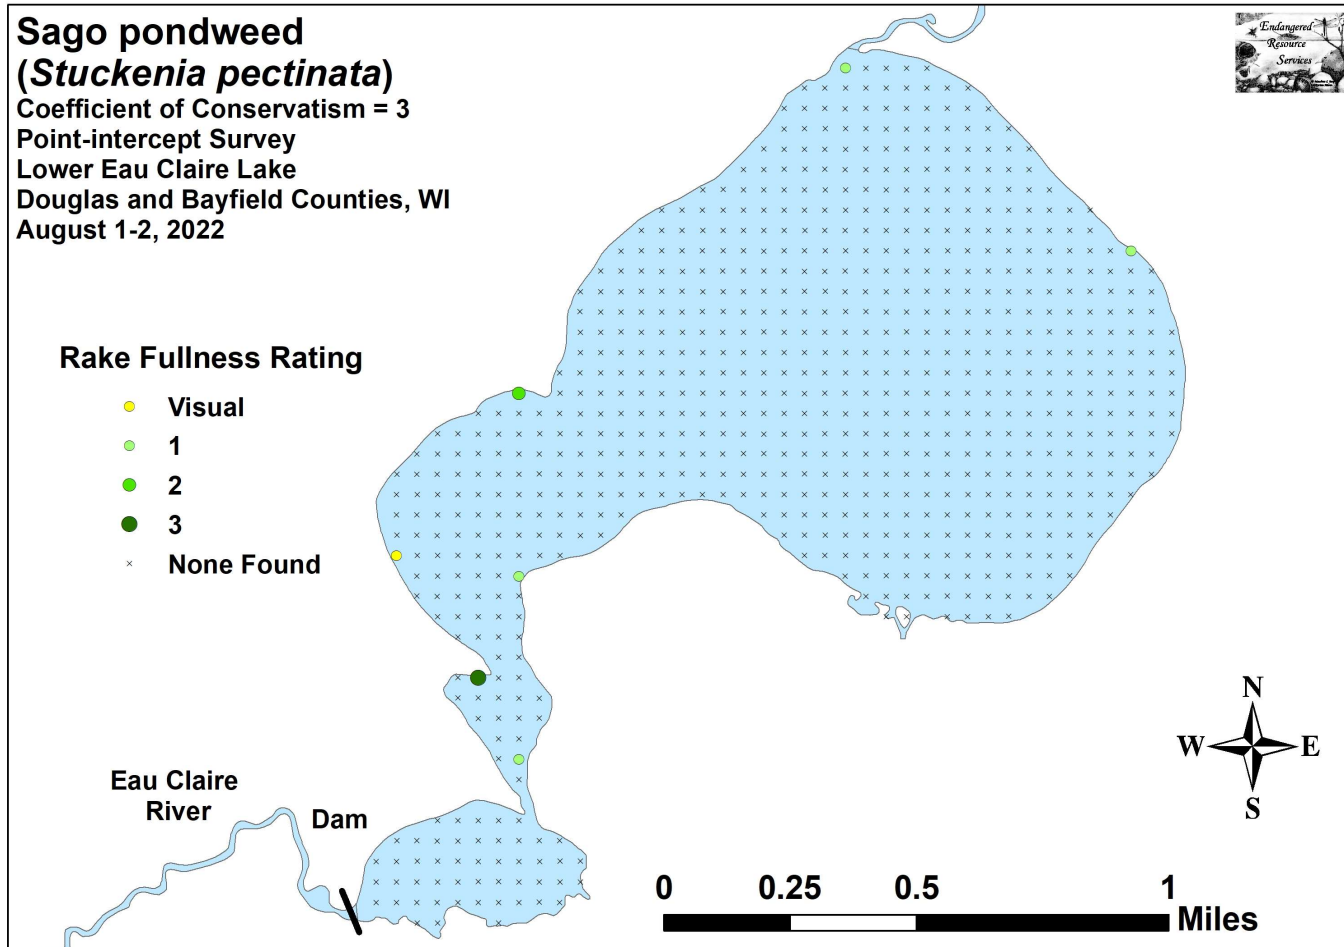 Sago pondweed
(Stuckenia pectinata)
Coefficient of Conservatism = 3
Point-intercept Survey
Lower Eau Claire Lake
Douglas and Bayfield Counties, WI
August 1-2, 2022
Endangered
Resource
Services
Rake Fullness Rating
Visual
1
2
3
None Found
N
W E
S
Eau Claire
River
Dam
0 0.25 0.5 1
Miles